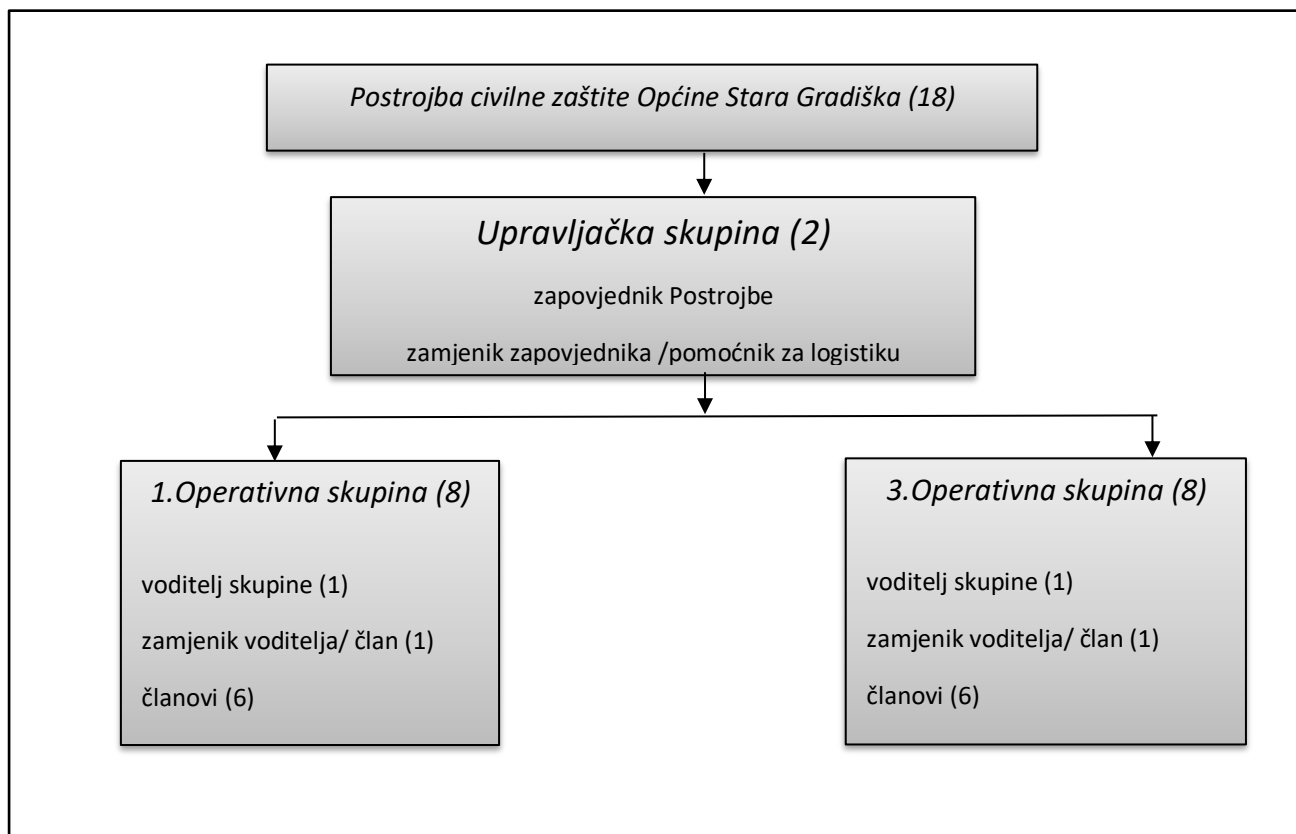 Postrojba civilne zaštite Općine Stara Gradiška (18)
Upravljačka skupina (2)
zapovjednik Postrojbe
zamjenik zapovjednika /pomoćnik za logistiku
1.Operativna skupina (8)
voditelj skupine (1)
zamjenik voditelja/ član (1)
članovi (6)
3.Operativna skupina (8)
voditelj skupine (1)
zamjenik voditelja/ član (1)
članovi (6)